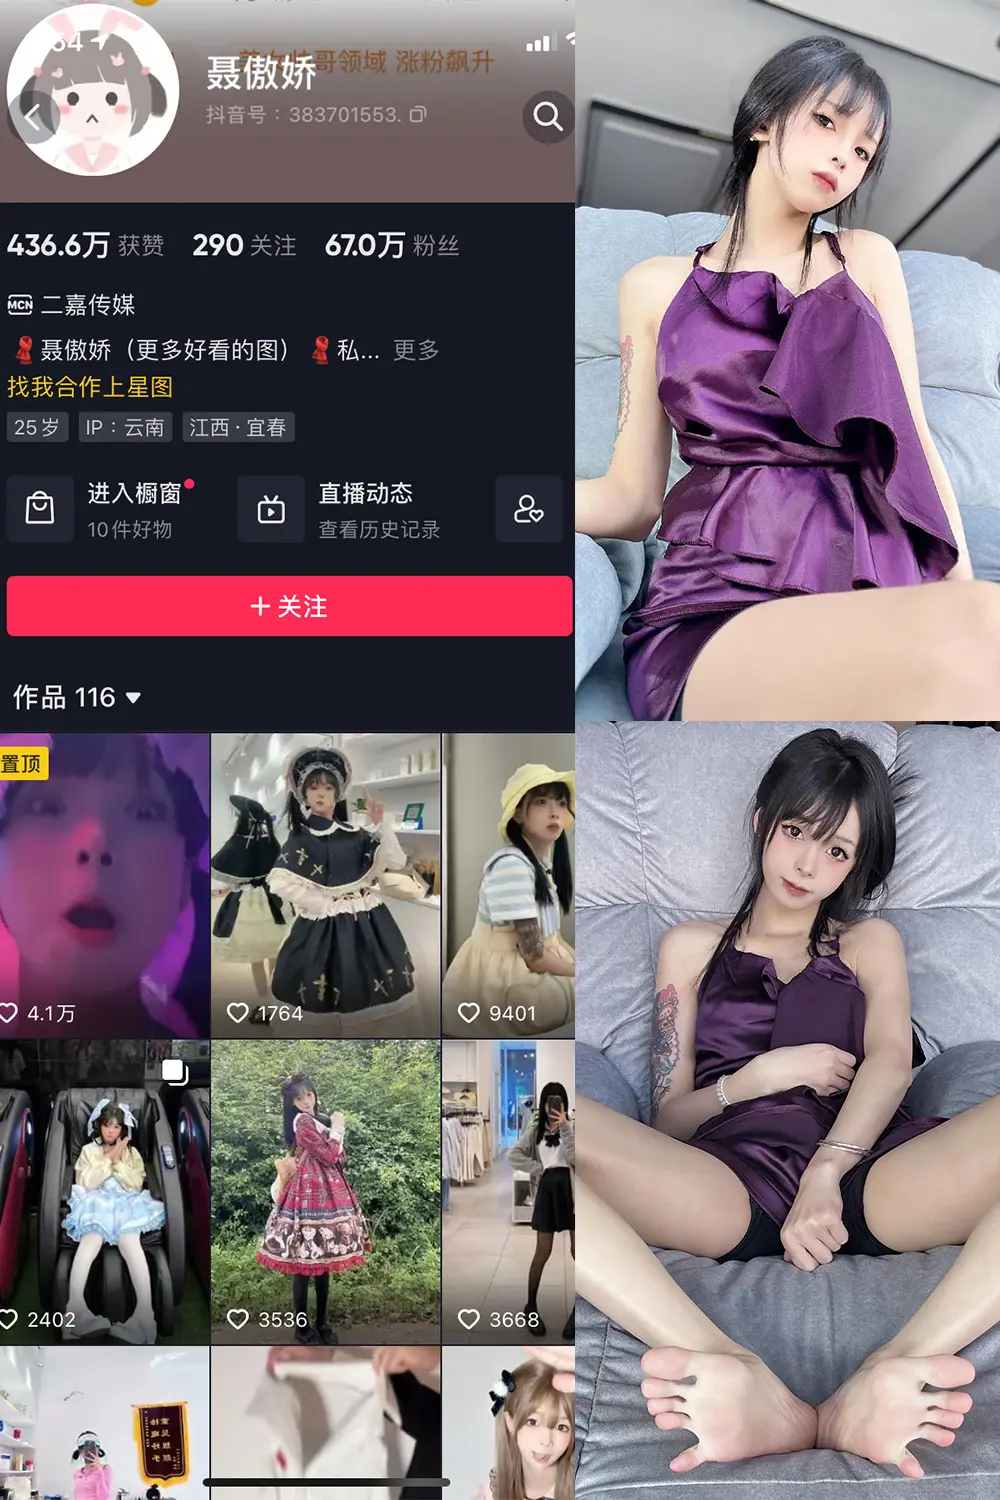 54
聂傲娇
哥领域 涨粉飙升
抖音号：383701553.
436.6万 获赞 290 关注 67.0万 粉丝
MCN 二嘉传媒
聂傲娇（更多好看的图） 私... 更多
找我合作上星图
25岁 IP：云南 江西·宜春
进入橱窗 直播动态
10件好物 查看历史记录
+ 关注
作品 116
置顶
4.1万 1764 9401
2402 3536 3668